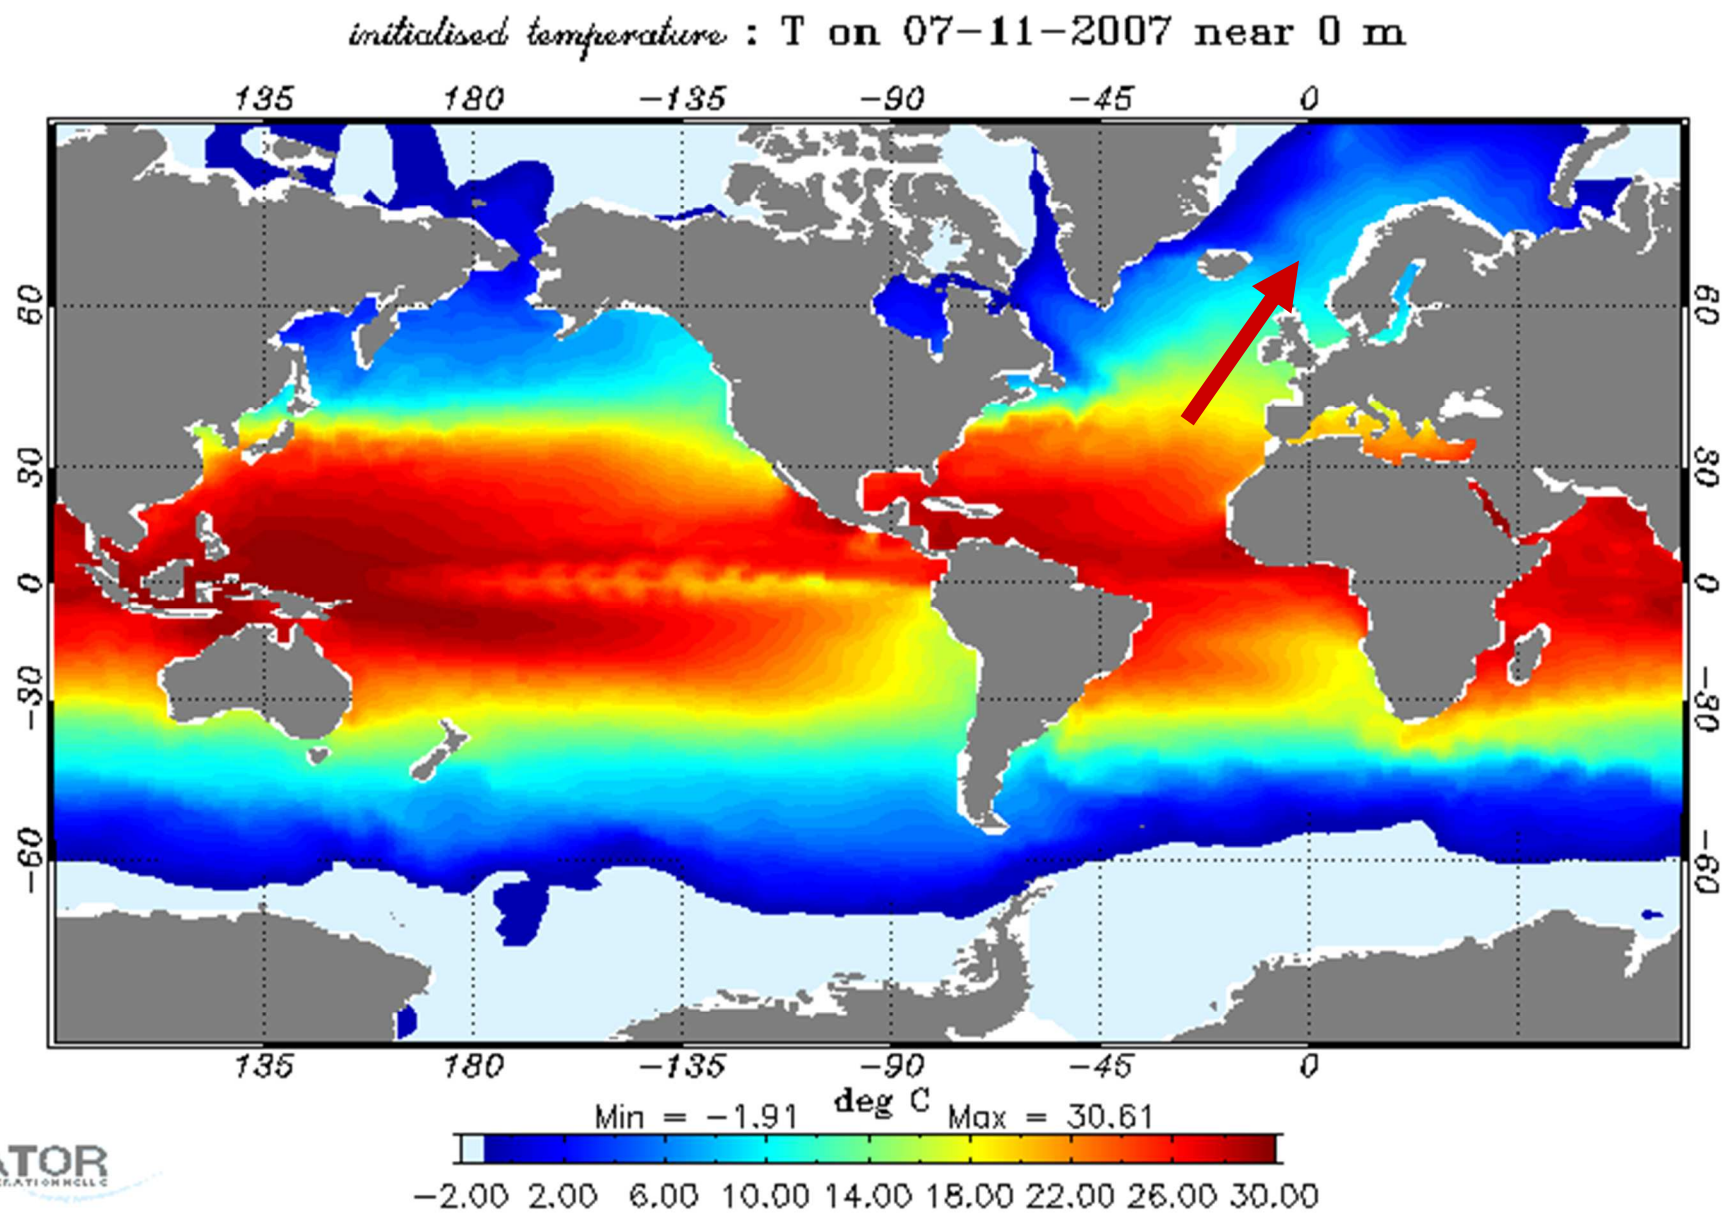 initialised temperature : T on 07-11-2007 near 0 m
135 180 -135 -90 -45 0
60 60
30 30
0 0
-30 -30
-60 -60
135 180 -135 -90 -45 0
deg C
Min = -1.91 Max = 30.61
ATOR
-2.00 2.00 6.00 10.00 14.00 18.00 22.00 26.00 30.00